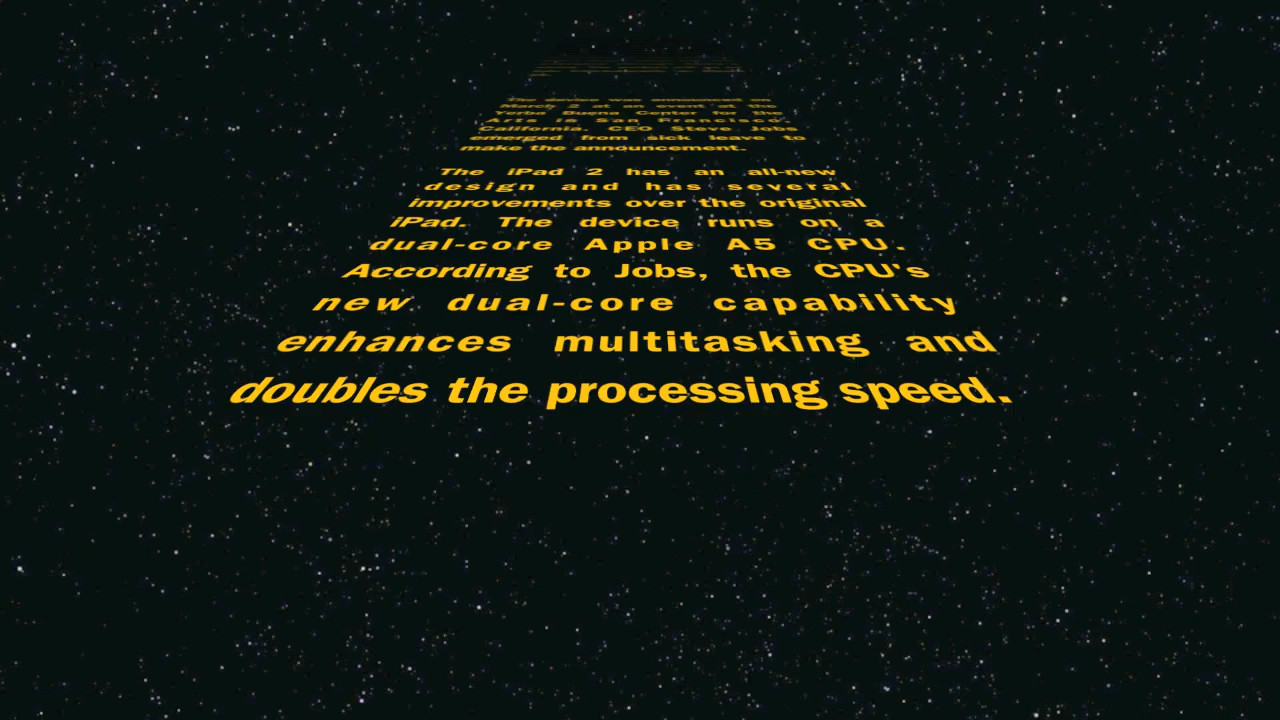 The device was announced on
March 2 at an event at the
Yerba Buena Center for the
Arts in San Francisco,
California. CEO Steve Jobs
emerged from sick leave to
make the announcement.
The iPad 2 has an all-new
design and has several
improvements over the original
iPad. The device runs on a
dual-core Apple A5 CPU.
According to Jobs, the CPU's
new dual-core capability
enhances multitasking and
doubles the processing speed.